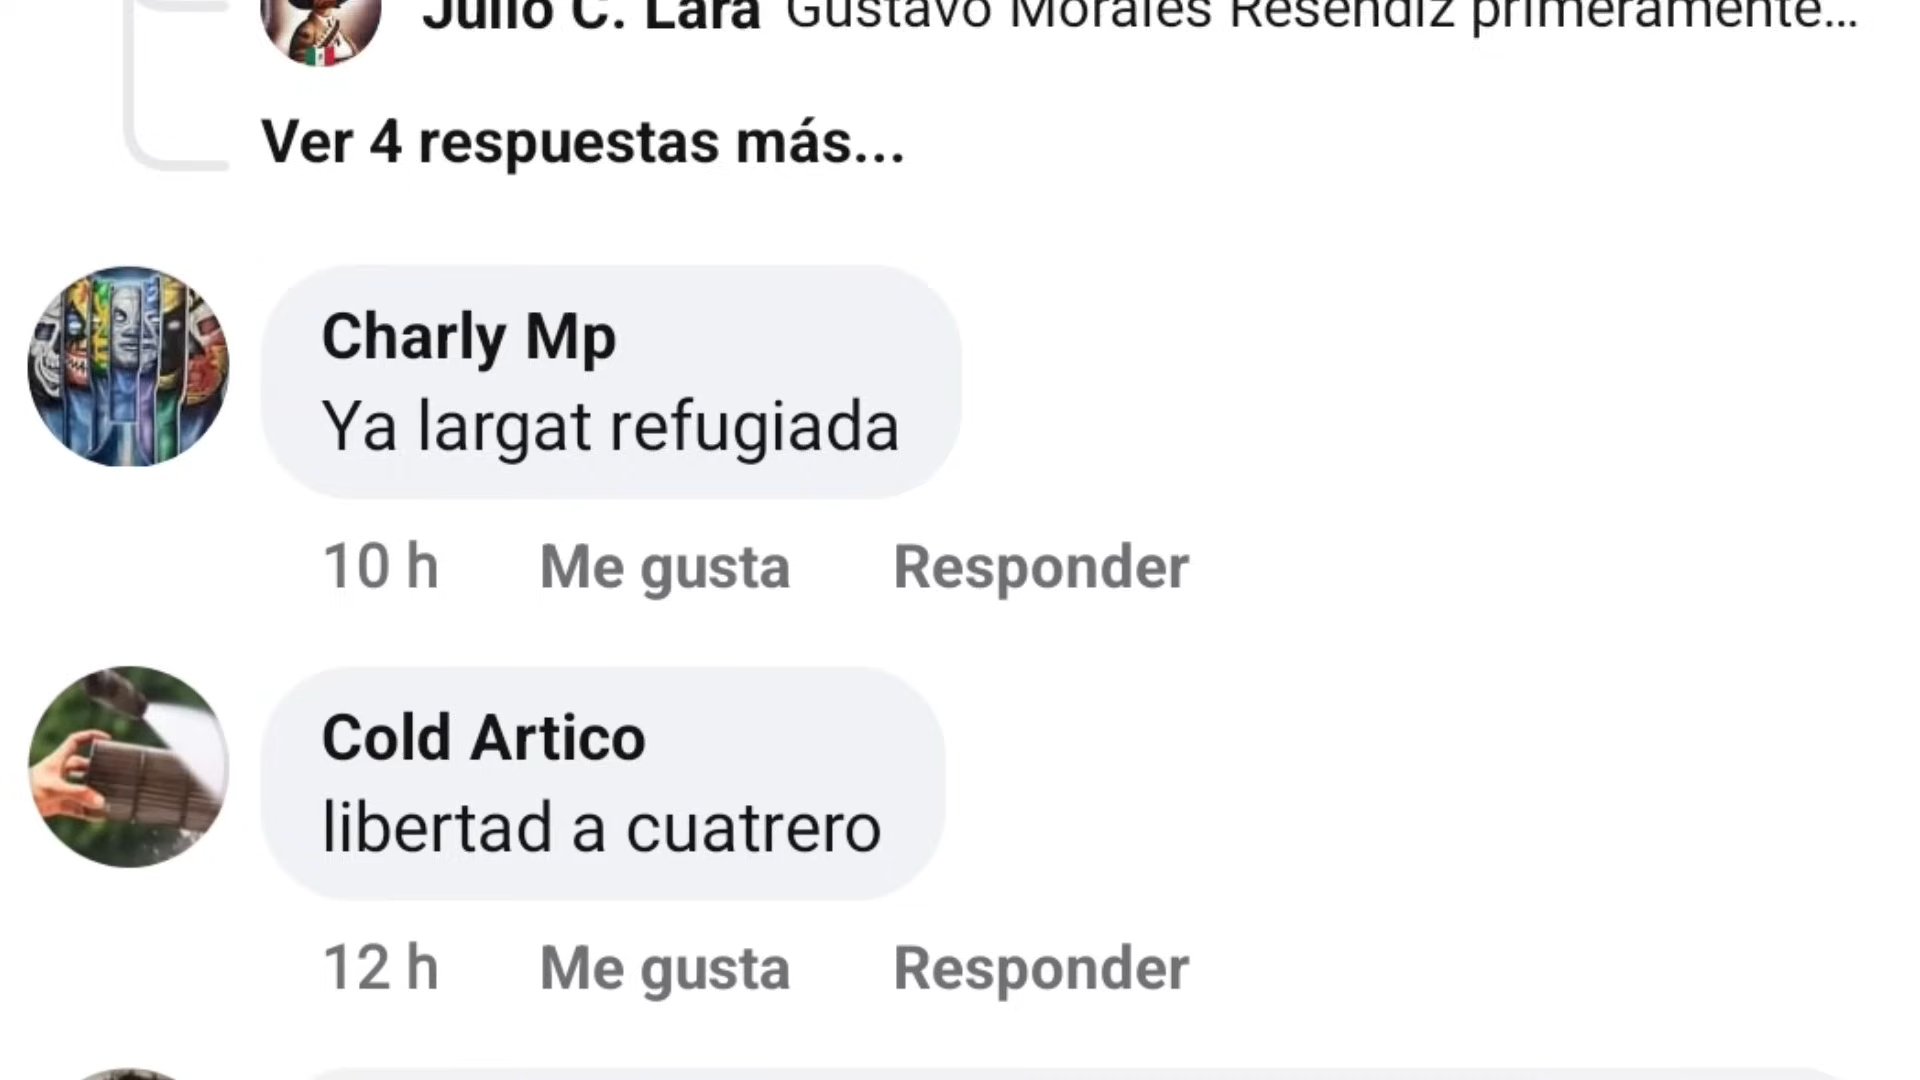 Julio C. Lara Gustavo Morales Resendiz primeramente...
Ver 4 respuestas más...
Charly Mp
Ya largat refugiada
10 h Me gusta Responder
Cold Artico
libertad a cuatrero
12 h Me gusta Responder